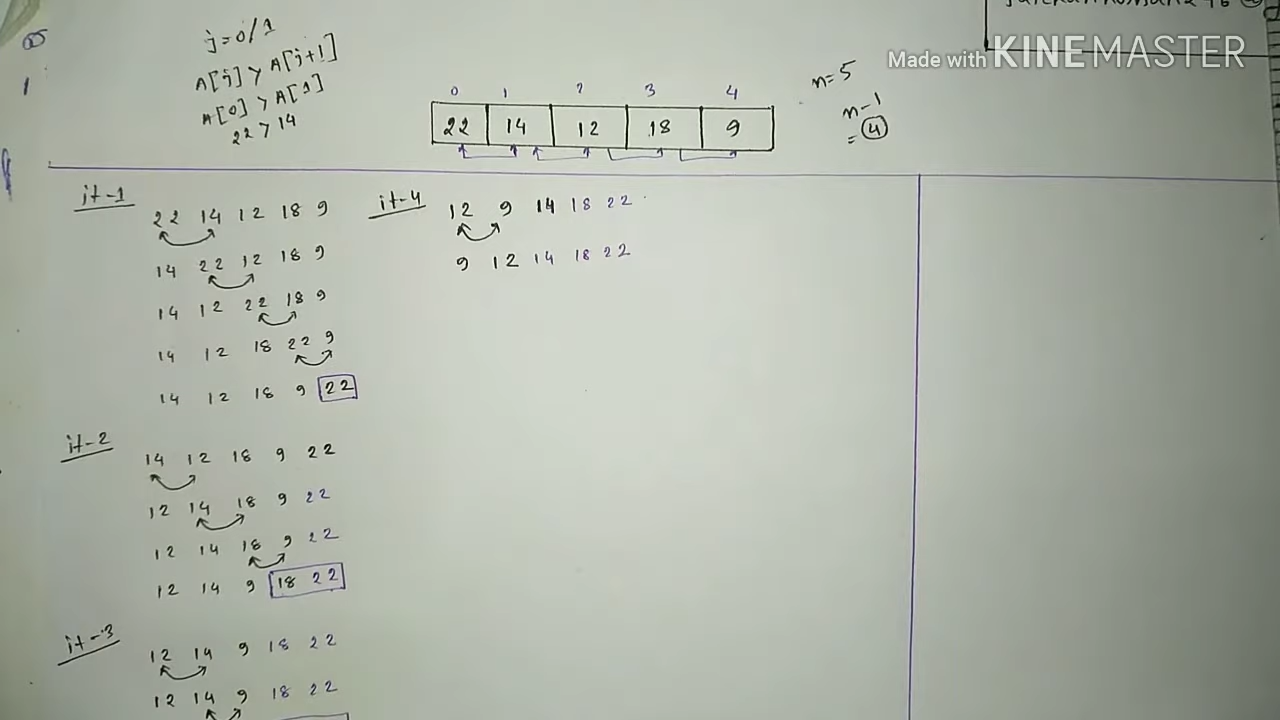 Made with KINEMASTER
j=0/1
A[j] > A[j+1]
A[0] > A[1]
22 > 14
0 1 2 3 4
22 14 12 18 9
n=5
n-1
= 4
it-1
22 14 12 18 9
14 22 12 18 9
14 12 22 18 9
14 12 18 22 9
14 12 18 9 22
it-2
14 12 18 9 22
12 14 18 9 22
12 14 18 9 22
12 14 9 18 22
it-3
12 14 9 18 22
12 14 9 18 22
it-4
12 9 14 18 22
9 12 14 18 22